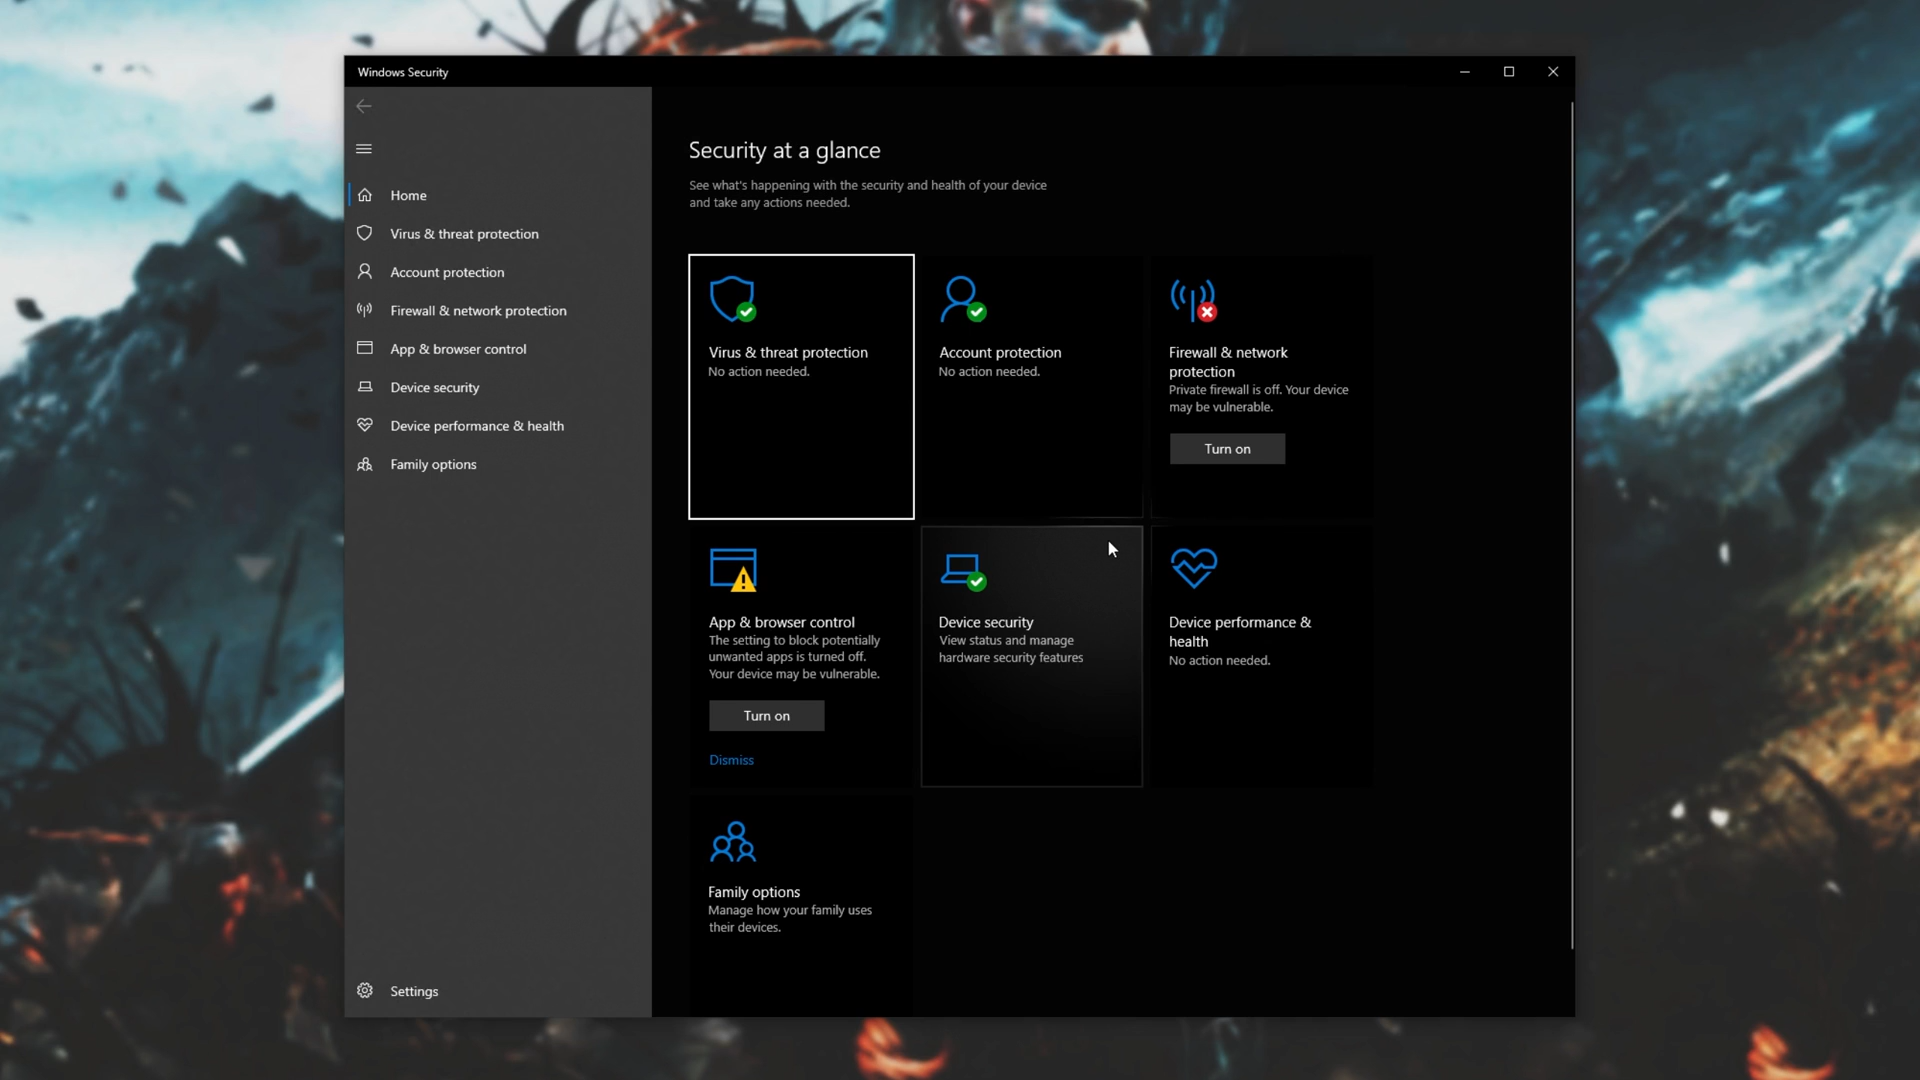 Windows Security
Home
Virus & threat protection
Account protection
Firewall & network protection
App & browser control
Device security
Device performance & health
Family options
Settings
Security at a glance
See what's happening with the security and health of your device
and take any actions needed.
Virus & threat protection
No action needed.
Account protection
No action needed.
Firewall & network
protection
Private firewall is off. Your device
may be vulnerable.
Turn on
App & browser control
The setting to block potentially
unwanted apps is turned off.
Your device may be vulnerable.
Turn on
Dismiss
Device security
View status and manage
hardware security features
Device performance &
health
No action needed.
Family options
Manage how your family uses
their devices.